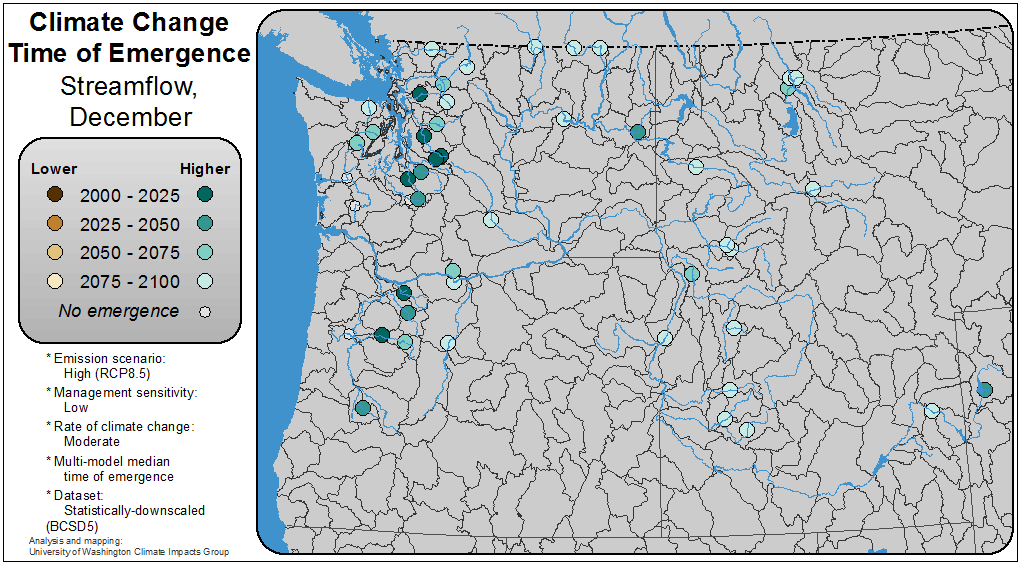 Climate Change
Time of Emergence
Streamflow,
December
Lower Higher
2000 - 2025
2025 - 2050
2050 - 2075
2075 - 2100
No emergence
* Emission scenario:
High (RCP8.5)
* Management sensitivity:
Low
* Rate of climate change:
Moderate
* Multi-model median
time of emergence
* Dataset:
Statistically-downscaled
(BCSD5)
Analysis and mapping:
University of Washington Climate Impacts Group